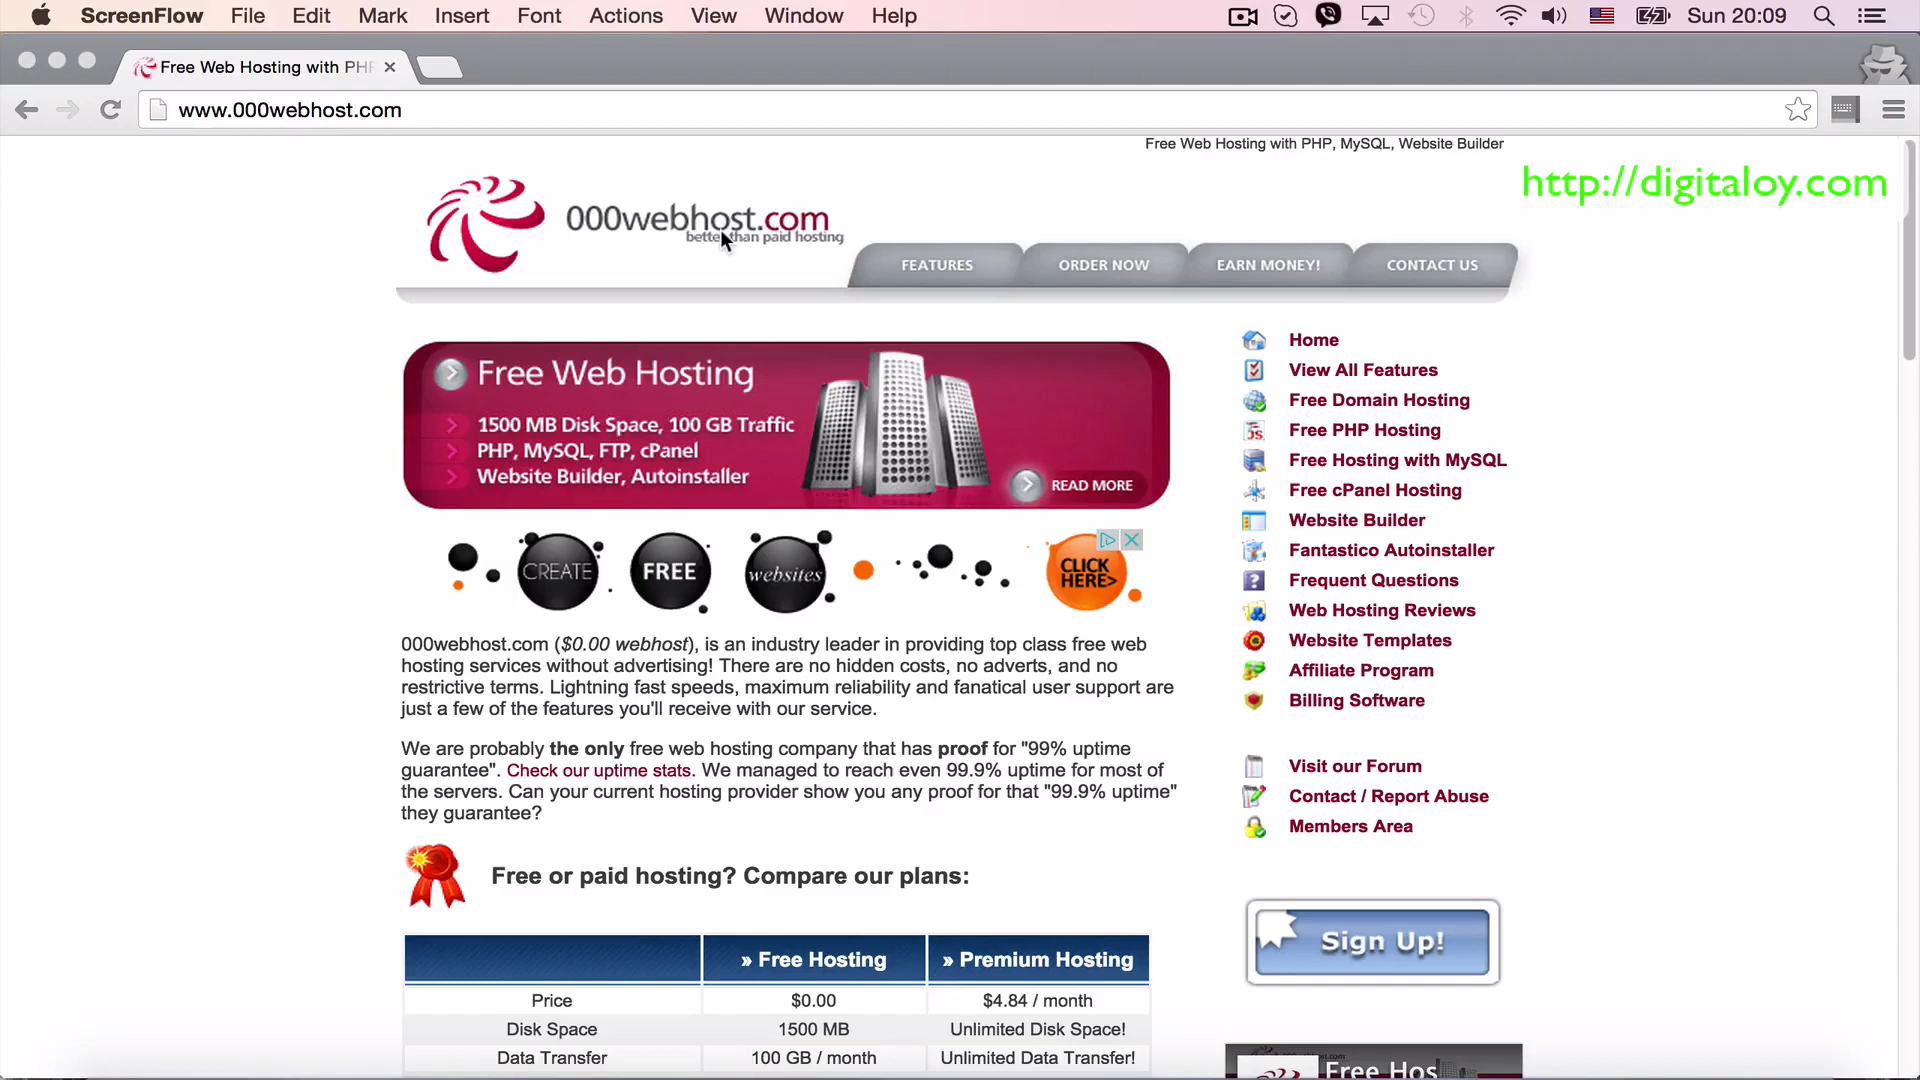 ScreenFlow File Edit Mark Insert Font Actions View Window Help Sun 20:09
Free Web Hosting with PHP
www.000webhost.com
Free Web Hosting with PHP, MySQL, Website Builder
http://digitaloy.com
000webhost.com
better than paid hosting
FEATURES ORDER NOW EARN MONEY! CONTACT US
Free Web Hosting
1500 MB Disk Space, 100 GB Traffic
PHP, MySQL, FTP, cPanel
Website Builder, Autoinstaller
READ MORE
CREATE FREE websites CLICK HERE>
000webhost.com ($0.00 webhost), is an industry leader in providing top class free web
hosting services without advertising! There are no hidden costs, no adverts, and no
restrictive terms. Lightning fast speeds, maximum reliability and fanatical user support are
just a few of the features you'll receive with our service.
We are probably the only free web hosting company that has proof for "99% uptime
guarantee". Check our uptime stats. We managed to reach even 99.9% uptime for most of
the servers. Can your current hosting provider show you any proof for that "99.9% uptime"
they guarantee?
Free or paid hosting? Compare our plans:
» Free Hosting » Premium Hosting
Price $0.00 $4.84 / month
Disk Space 1500 MB Unlimited Disk Space!
Data Transfer 100 GB / month Unlimited Data Transfer!
Home
View All Features
Free Domain Hosting
Free PHP Hosting
Free Hosting with MySQL
Free cPanel Hosting
Website Builder
Fantastico Autoinstaller
Frequent Questions
Web Hosting Reviews
Website Templates
Affiliate Program
Billing Software
Visit our Forum
Contact / Report Abuse
Members Area
Sign Up!
Free Hos